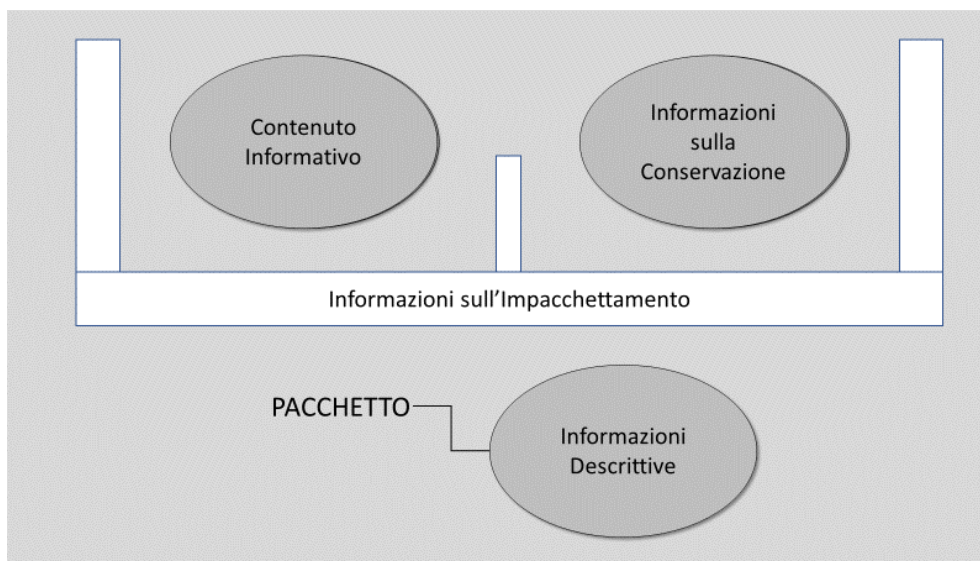 Contenuto
Informativo
Informazioni
sulla
Conservazione
Informazioni sull'Impacchettamento
PACCHETTO
Informazioni
Descrittive